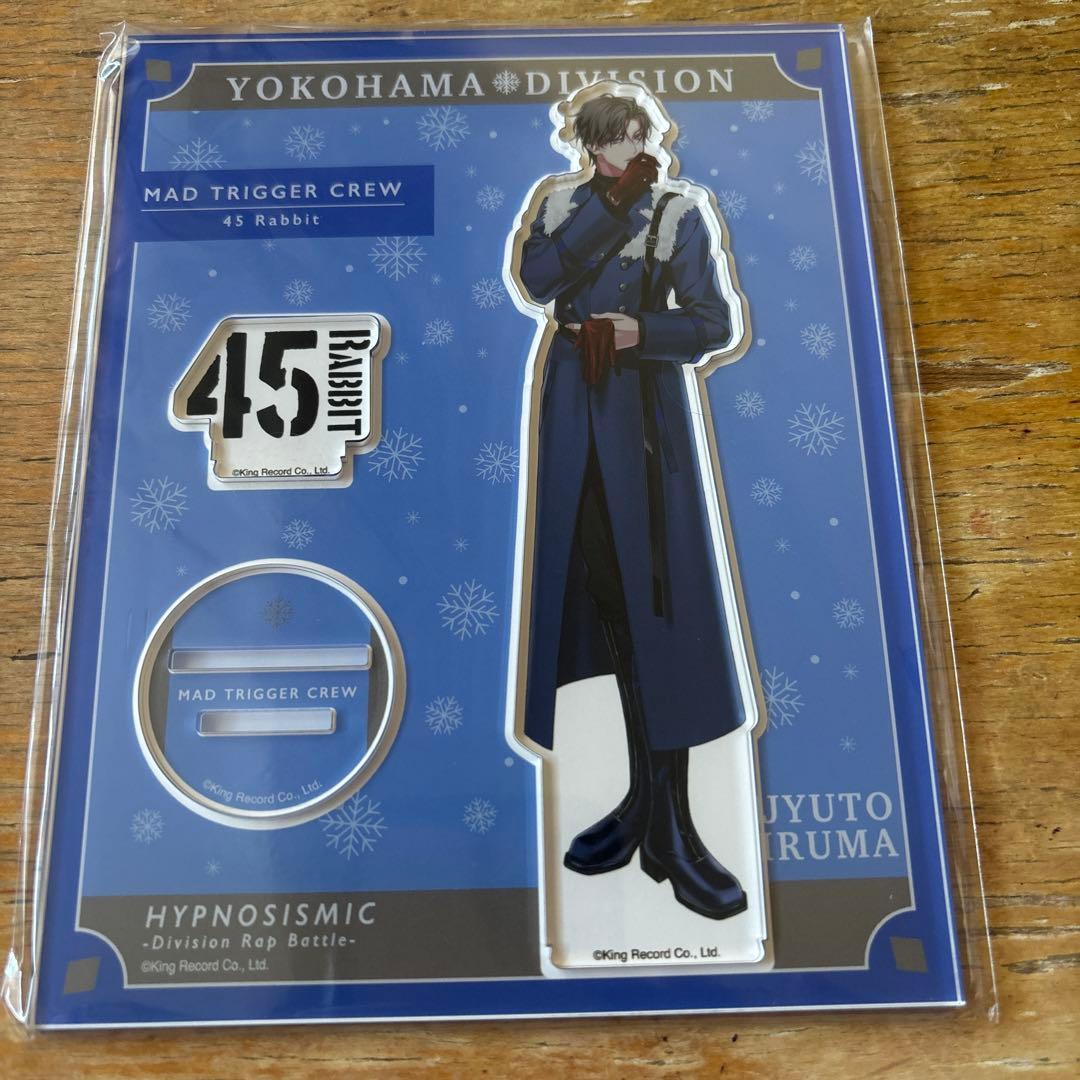 YOKOHAMA DIVISION
MAD TRIGGER CREW
45 Rabbit
45
RABBIT
©King Record Co., Ltd.
MAD TRIGGER CREW
©King Record Co., Ltd.
JYUTO
IRUMA
HYPNOSISMIC
-Division Rap Battle-
©King Record Co., Ltd.
©King Record Co., Ltd.